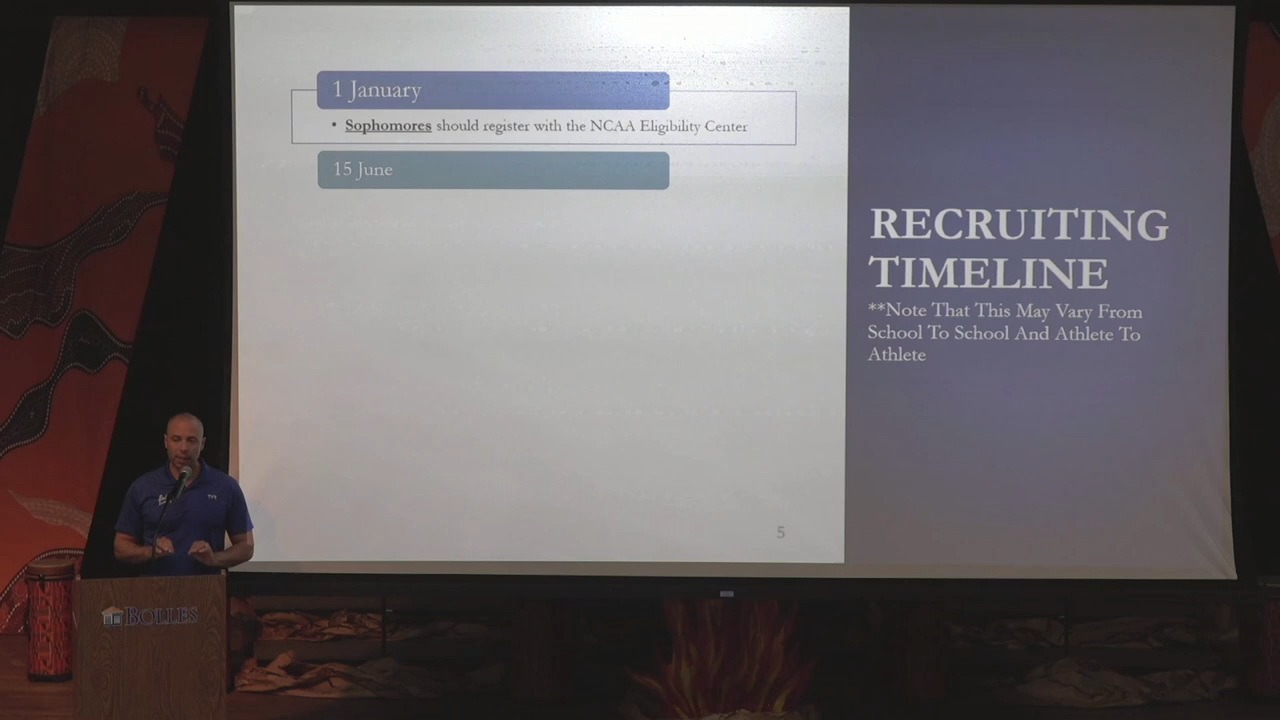 1 January
• Sophomores should register with the NCAA Eligibility Center
15 June
RECRUITING
TIMELINE
**Note That This May Vary From
School To School And Athlete To
Athlete
5
TYR
BOLLES